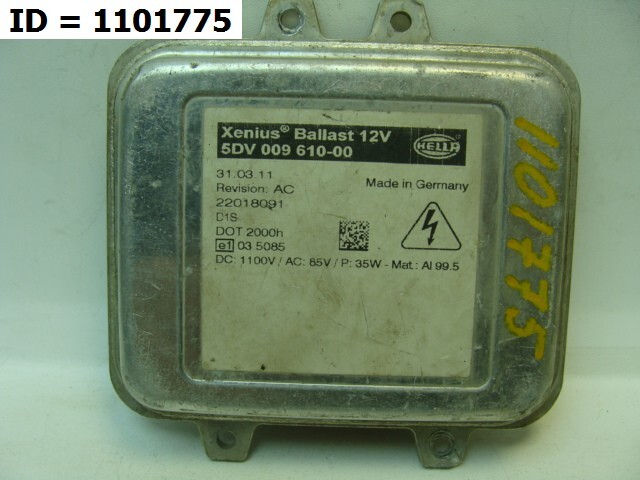 ID = 1101775
Xenius® Ballast 12V
5DV 009 610-00
HELLA
31.03.11
Made in Germany
Revision: AC
22018091
D1S
DOT 2000h
e1 03 5085
DC: 1100V / AC: 85V / P: 35W - Mat.: Al 99.5
1101775